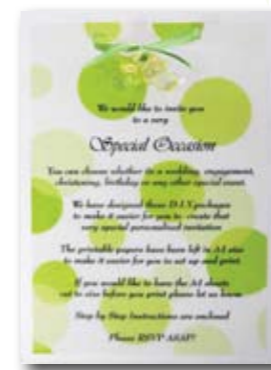 We would like to invite you
to a very
Special Occasion
You can choose whether its a wedding, engagement,
christening, birthday or any other special event.
We have designed these D.I.Y packages
to make it easier for you to create that
very special personalised invitation
The printable papers have been left in A4 size
to make it easier for you to set up and print
If you would like to have the A4 sheets
cut to size before you print please let us know
Step by Step Instructions are enclosed
Please RSVP ASAP!!